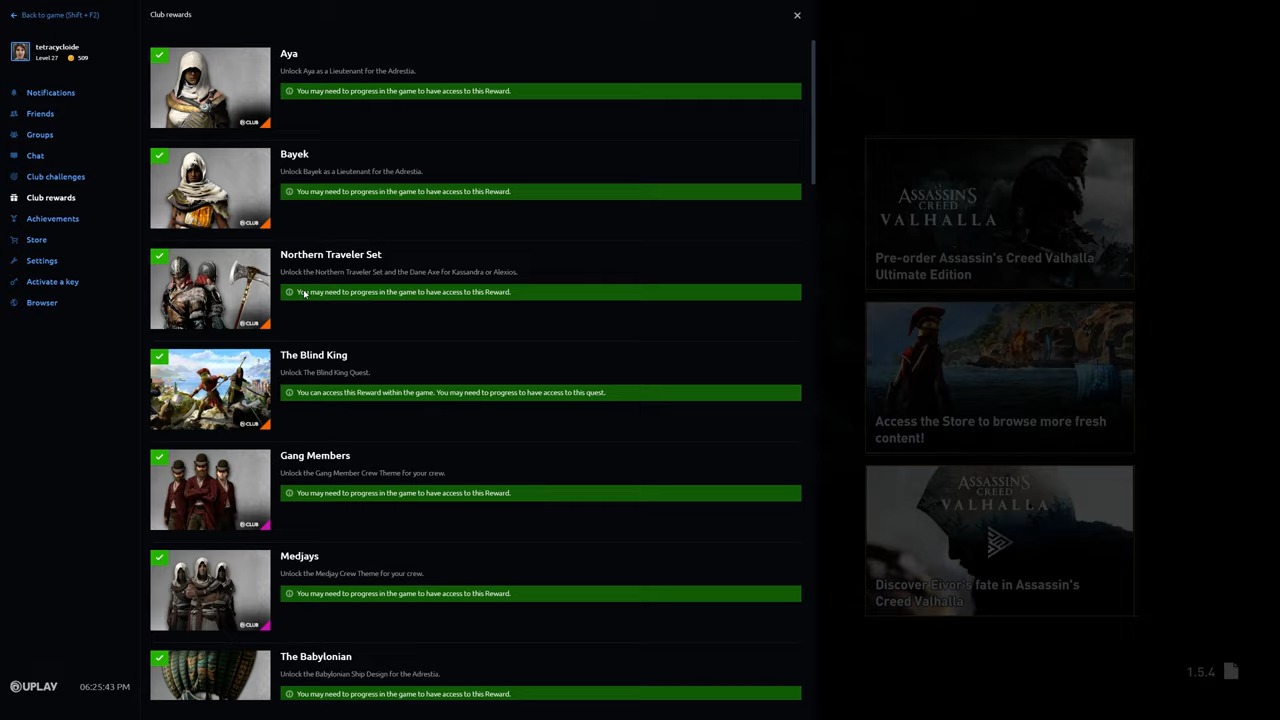 Back to game (Shift + F2)
tetracycloide
Level 27 509
Notifications
Friends
Groups
Chat
Club challenges
Club rewards
Achievements
Store
Settings
Activate a key
Browser
UPLAY 06:25:43 PM
Club rewards
Aya
Unlock Aya as a Lieutenant for the Adrestia.
You may need to progress in the game to have access to this Reward.
CLUB
Bayek
Unlock Bayek as a Lieutenant for the Adrestia.
You may need to progress in the game to have access to this Reward.
CLUB
Northern Traveler Set
Unlock the Northern Traveler Set and the Dane Axe for Kassandra or Alexios.
You may need to progress in the game to have access to this Reward.
CLUB
The Blind King
Unlock The Blind King Quest.
You can access this Reward within the game. You may need to progress to have access to this quest.
CLUB
Gang Members
Unlock the Gang Member Crew Theme for your crew.
You may need to progress in the game to have access to this Reward.
CLUB
Medjays
Unlock the Medjay Crew Theme for your crew.
You may need to progress in the game to have access to this Reward.
CLUB
The Babylonian
Unlock the Babylonian Ship Design for the Adrestia.
You may need to progress in the game to have access to this Reward.
ASSASSIN'S
CREED
VALHALLA
Pre-order Assassin's Creed Valhalla
Ultimate Edition
Access the Store to browse more fresh
content!
ASSASSIN'S
CREED
VALHALLA
Discover Eivor's fate in Assassin's
Creed Valhalla
1.5.4